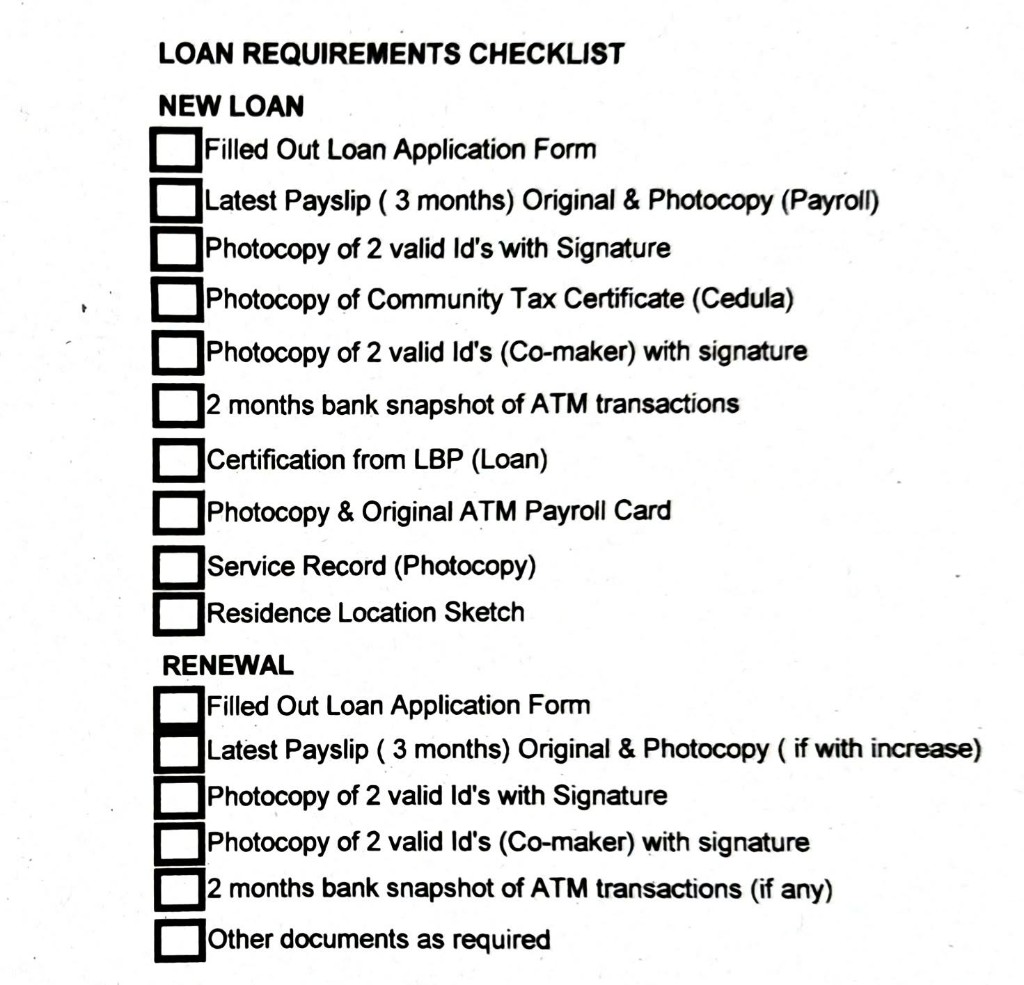 LOAN REQUIREMENTS CHECKLIST
NEW LOAN
Filled Out Loan Application Form
Latest Payslip ( 3 months) Original & Photocopy (Payroll)
Photocopy of 2 valid Id's with Signature
Photocopy of Community Tax Certificate (Cedula)
Photocopy of 2 valid Id's (Co-maker) with signature
2 months bank snapshot of ATM transactions
Certification from LBP (Loan)
Photocopy & Original ATM Payroll Card
Service Record (Photocopy)
Residence Location Sketch
RENEWAL
Filled Out Loan Application Form
Latest Payslip ( 3 months) Original & Photocopy ( if with increase)
Photocopy of 2 valid Id's with Signature
Photocopy of 2 valid Id's (Co-maker) with signature
2 months bank snapshot of ATM transactions (if any)
Other documents as required